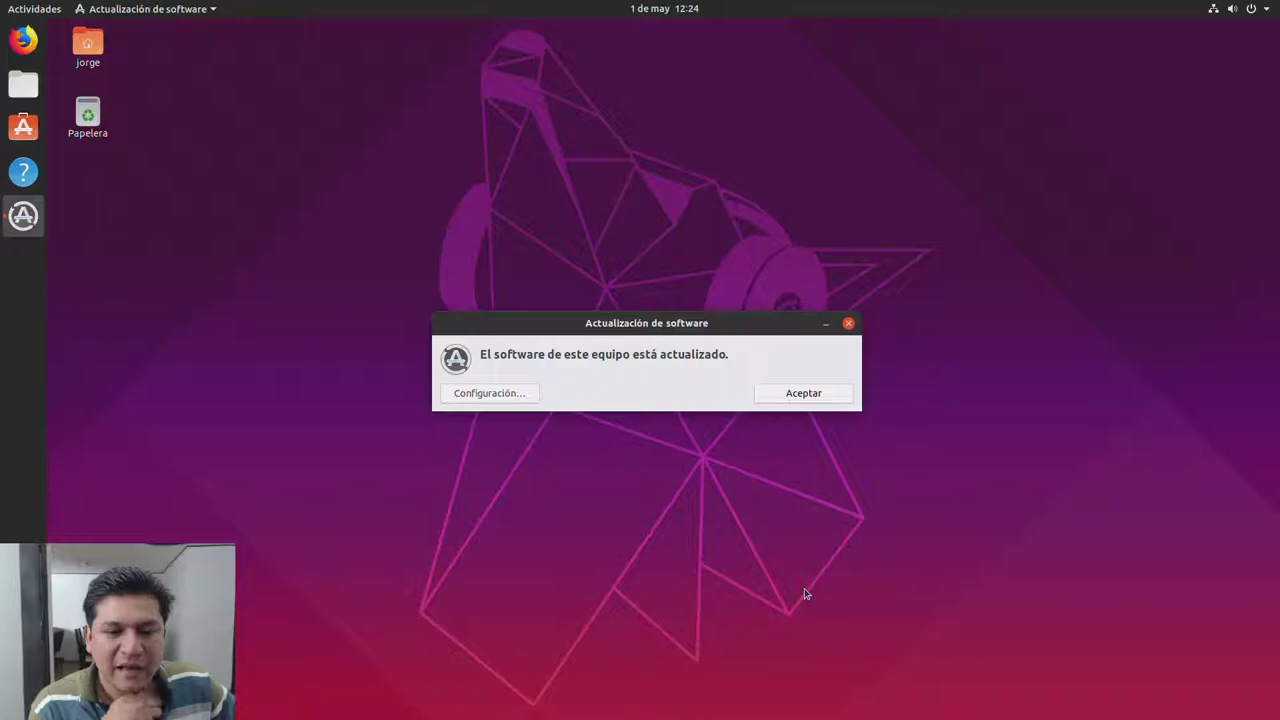 Actividades
Actualización de software
1 de may 12:24
jorge
Papelera
Actualización de software
El software de este equipo está actualizado.
Configuración...
Aceptar